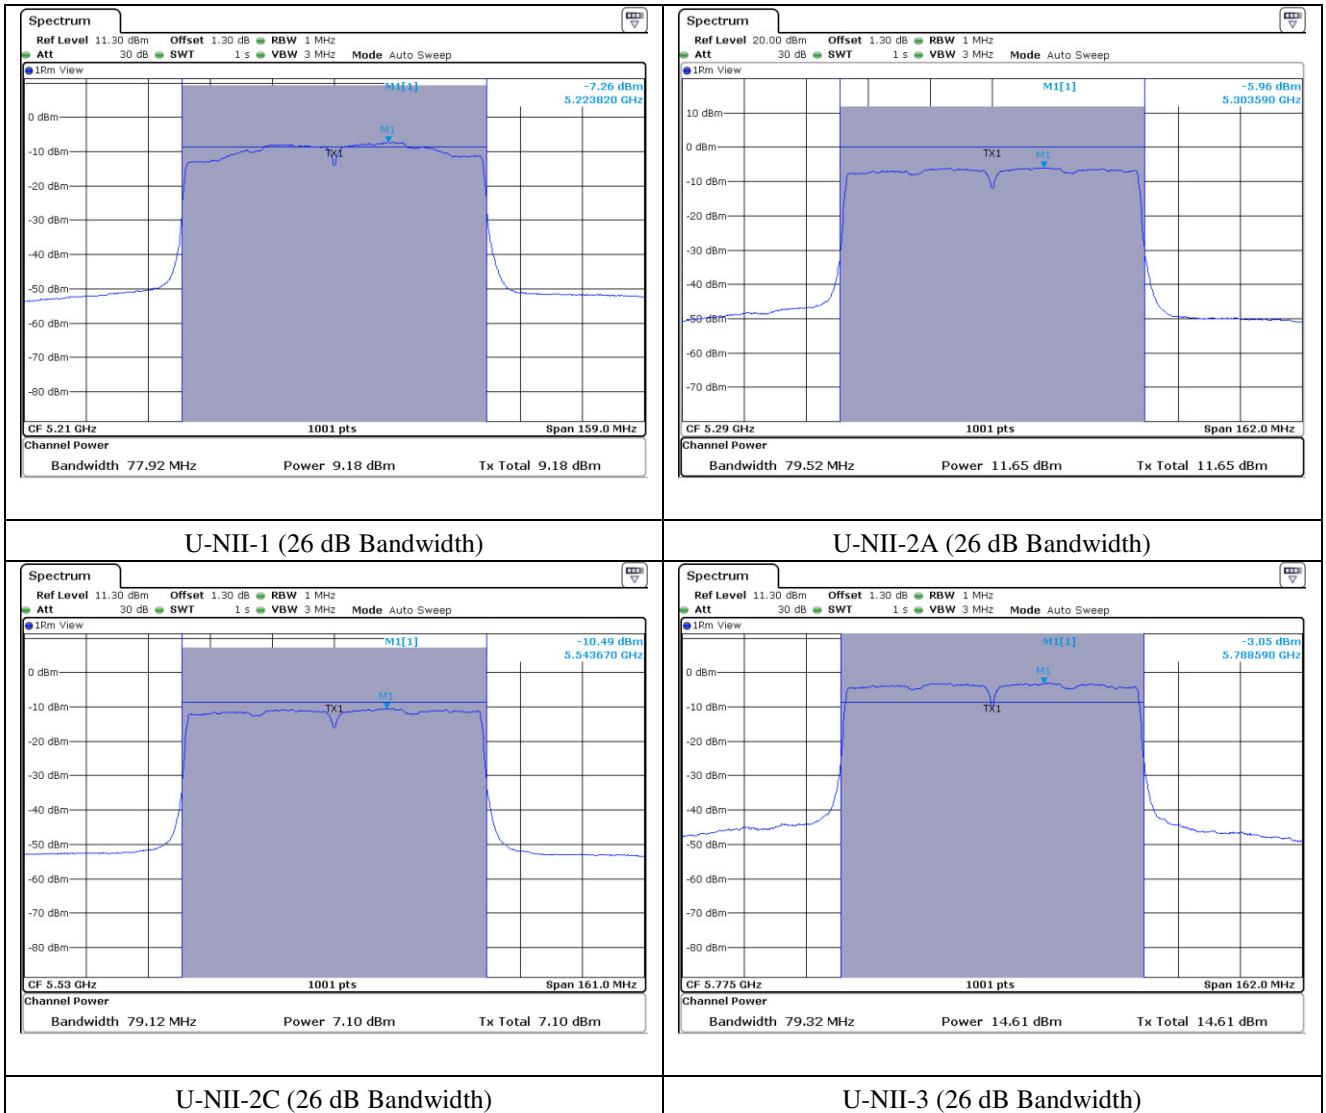 Spectrum
Ref Level 11.30 dBm Offset 1.30 dB RBW 1 MHz
Att 30 dB SWT 1 s VBW 3 MHz Mode Auto Sweep
1Rm View
M1[1] -7.26 dBm
5.223820 GHz
0 dBm
M1
-10 dBm
TX1
-20 dBm
-30 dBm
-40 dBm
-50 dBm
-60 dBm
-70 dBm
-80 dBm
CF 5.21 GHz 1001 pts Span 159.0 MHz
Channel Power
Bandwidth 77.92 MHz Power 9.18 dBm Tx Total 9.18 dBm
U-NII-1 (26 dB Bandwidth)
Spectrum
Ref Level 20.00 dBm Offset 1.30 dB RBW 1 MHz
Att 30 dB SWT 1 s VBW 3 MHz Mode Auto Sweep
1Rm View
M1[1] -5.96 dBm
5.303590 GHz
10 dBm
0 dBm
TX1
M1
-10 dBm
-20 dBm
-30 dBm
-40 dBm
-50 dBm
-60 dBm
-70 dBm
CF 5.29 GHz 1001 pts Span 162.0 MHz
Channel Power
Bandwidth 79.52 MHz Power 11.65 dBm Tx Total 11.65 dBm
U-NII-2A (26 dB Bandwidth)
Spectrum
Ref Level 11.30 dBm Offset 1.30 dB RBW 1 MHz
Att 30 dB SWT 1 s VBW 3 MHz Mode Auto Sweep
1Rm View
M1[1] -10.49 dBm
5.543670 GHz
0 dBm
M1
-10 dBm
TX1
-20 dBm
-30 dBm
-40 dBm
-50 dBm
-60 dBm
-70 dBm
-80 dBm
CF 5.53 GHz 1001 pts Span 161.0 MHz
Channel Power
Bandwidth 79.12 MHz Power 7.10 dBm Tx Total 7.10 dBm
U-NII-2C (26 dB Bandwidth)
Spectrum
Ref Level 11.30 dBm Offset 1.30 dB RBW 1 MHz
Att 30 dB SWT 1 s VBW 3 MHz Mode Auto Sweep
1Rm View
M1[1] -3.05 dBm
5.788590 GHz
0 dBm
M1
-10 dBm
TX1
-20 dBm
-30 dBm
-40 dBm
-50 dBm
-60 dBm
-70 dBm
-80 dBm
CF 5.775 GHz 1001 pts Span 162.0 MHz
Channel Power
Bandwidth 79.32 MHz Power 14.61 dBm Tx Total 14.61 dBm
U-NII-3 (26 dB Bandwidth)